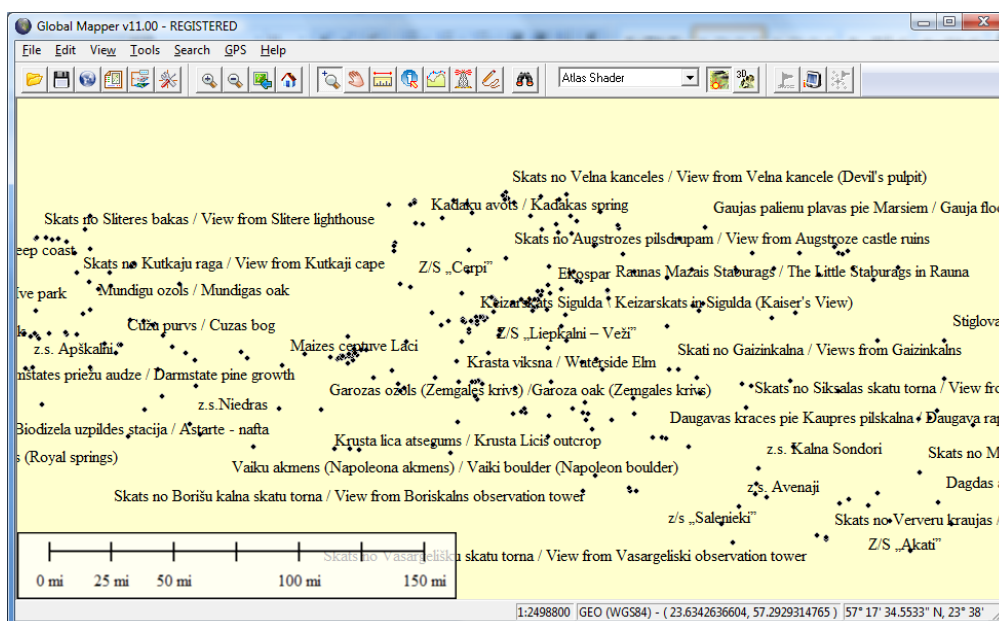 Global Mapper v11.00 - REGISTERED
File Edit View Tools Search GPS Help
Atlas Shader
3D
Skats no Velna kanceles / View from Velna kancele (Devil's pulpit)
Kadaku avots / Kadakas spring
Gaujas palienu plavas pie Marsiem / Gauja floo
Skats no Sliteres bakas / View from Slitere lighthouse
Skats no Augstrozes pilsdrupam / View from Augstroze castle ruins
eep coast
Skats no Kutkaju raga / View from Kutkaji cape
Z/S „Cerpi”
Ekospar
Raunas Mazais Staburags / The Little Staburags in Rauna
ive park
Mundigu ozols / Mundigas oak
Keizarskats Sigulda \ Keizarskats in Sigulda (Kaiser's View)
Cužu purvs / Cuzas bog
Z/S „Liepkalni – Veži”
Stiglova
z.s. Apškalni,
Maizes ceptuve Laci
Skati no Gaizinkalna / Views from Gaizinkalns
Krasta viksna / Waterside Elm
mstates priežu audze / Darmstate pine growth
Garozas ozols (Zemgales krivs) /Garoza oak (Zemgales krivs)
Skats no Siksalas skatu torna / View fro
z.s.Niedras
Daugavas kraces pie Kaupres pilskalna / Daugava rap
Biodizela uzpildes stacija / Astarte - nafta
Krusta lica atsegums / Krusta Licis outcrop
z.s. Kalna Sondori
Skats no M
s (Royal springs)
Vaiku akmens (Napoleona akmens) / Vaiki boulder (Napoleon boulder)
Dagdas a
z.s. Avenaji
Skats no Borišu kalna skatu torna / View from Boriskalns observation tower
z/s „Salenieki”
Skats no Ververu kraujas /
Z/S „Akati”
Skats no Vasargelišku skatu torna / View from Vasargeliski observation tower
0 mi 25 mi 50 mi 100 mi 150 mi
1:2498800 GEO (WGS84) - ( 23.6342636604, 57.2929314765 ) 57° 17' 34.5533" N, 23° 38'